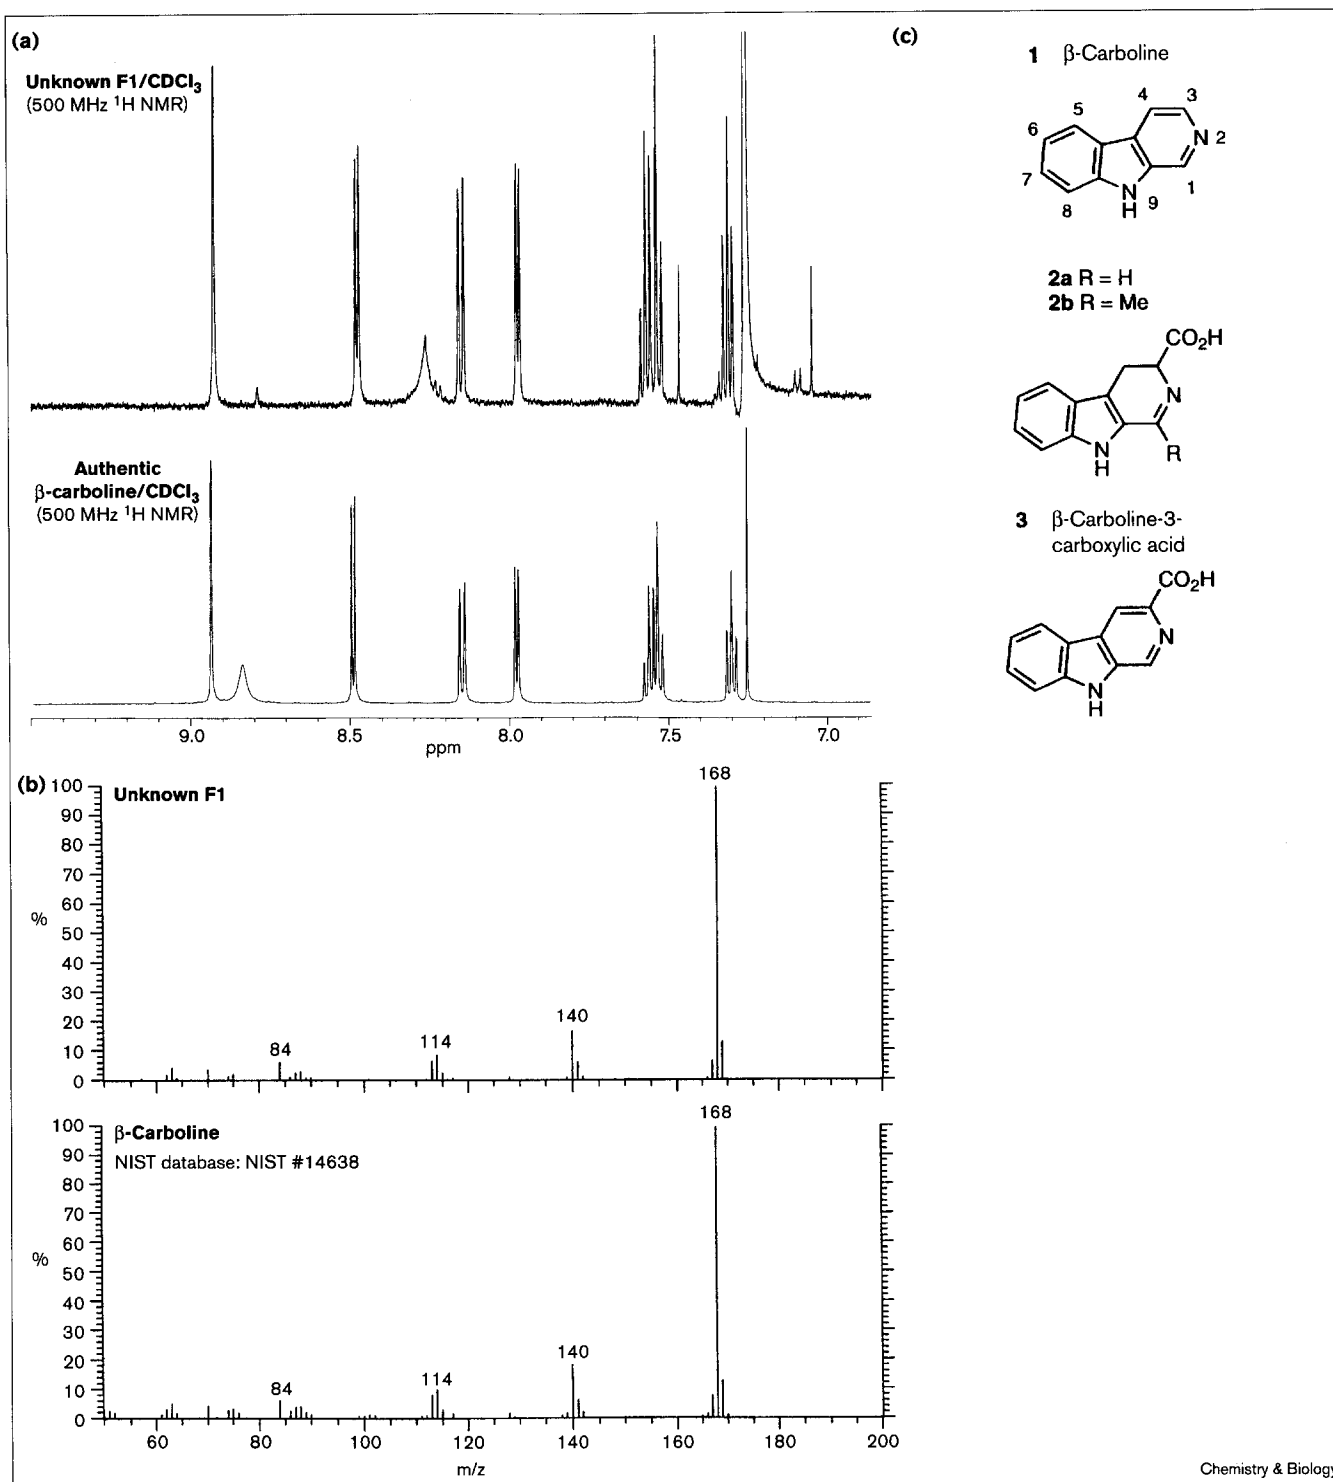 (a)
Unknown F1/CDCl₃
(500 MHz ¹H NMR)
Authentic
β-carboline/CDCl₃
(500 MHz ¹H NMR)
9.0 8.5 8.0 7.5 7.0
ppm
(b)
100
90
80
70
60
50
40
30
20
10
0
%
Unknown F1
168
140
114
84
100
90
80
70
60
50
40
30
20
10
0
%
β-Carboline
NIST database: NIST #14638
168
140
114
84
60 80 100 120 140 160 180 200
m/z
(c)
1 β-Carboline
4 3
5
6
N 2
7
1
8
N 9
H
2a R = H
2b R = Me
CO₂H
N
N
H
R
3 β-Carboline-3-
carboxylic acid
CO₂H
N
N
H
Chemistry & Biology